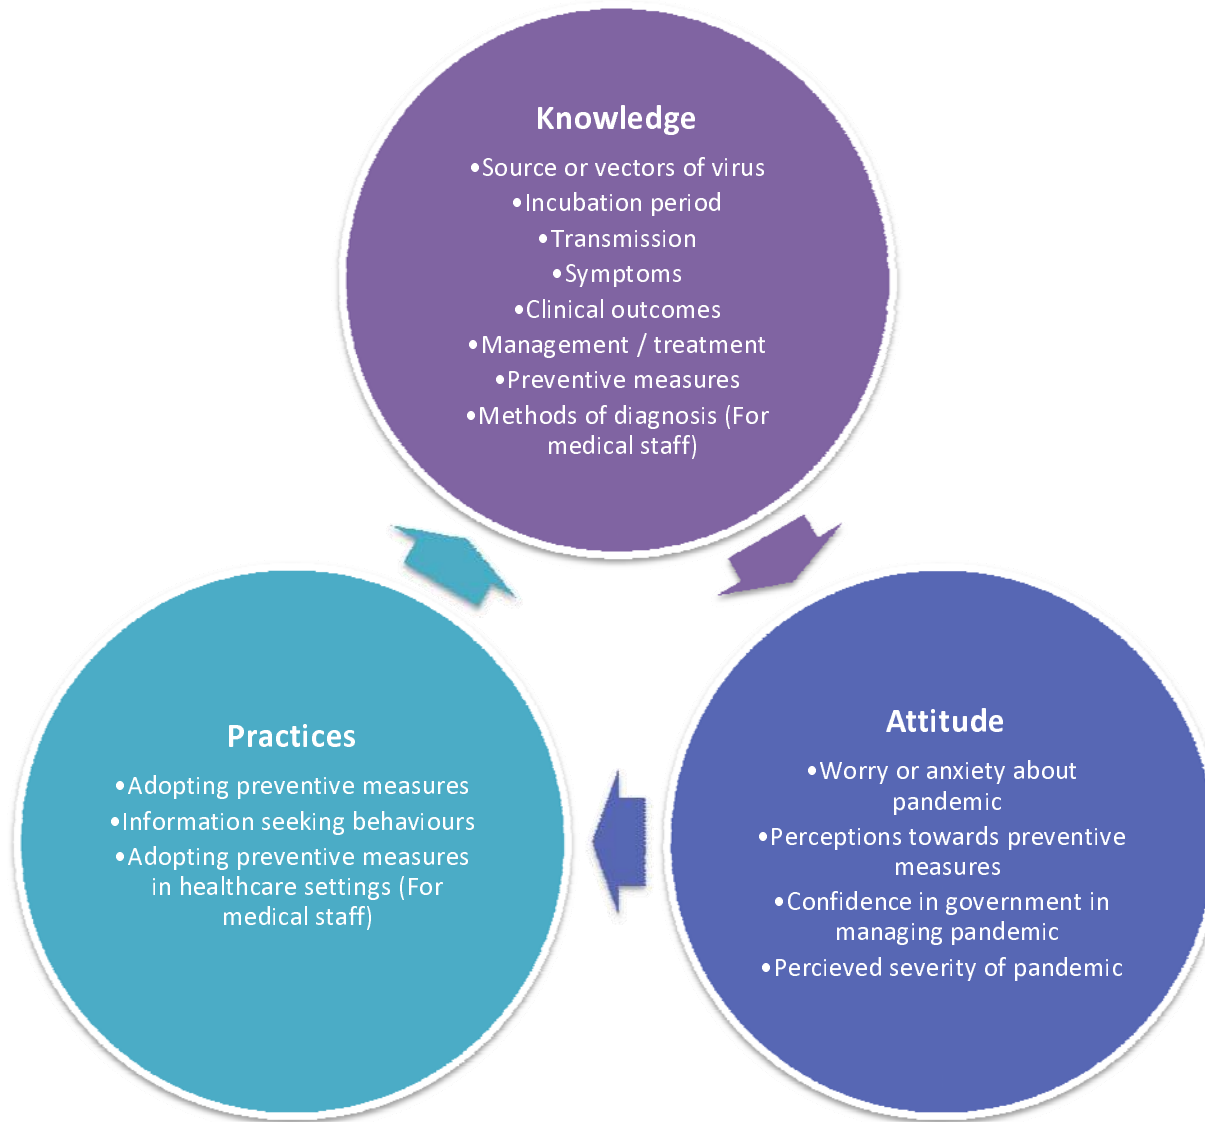 Knowledge
•Source or vectors of virus
•Incubation period
•Transmission
•Symptoms
•Clinical outcomes
•Management / treatment
•Preventive measures
•Methods of diagnosis (For
medical staff)
Practices
•Adopting preventive measures
•Information seeking behaviours
•Adopting preventive measures
in healthcare settings (For
medical staff)
Attitude
•Worry or anxiety about
pandemic
•Perceptions towards preventive
measures
•Confidence in government in
managing pandemic
•Percieved severity of pandemic